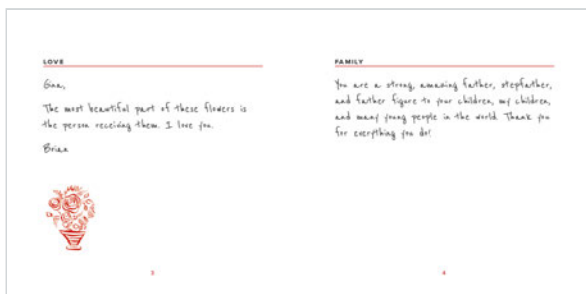 LOVE
Gina,
The most beautiful part of these flowers is
the person receiving them. I love you.
Brian
3
FAMILY
You are a strong, amazing father, stepfather,
and father figure to your children, my children,
and many young people in the world. Thank you
for everything you do!
4